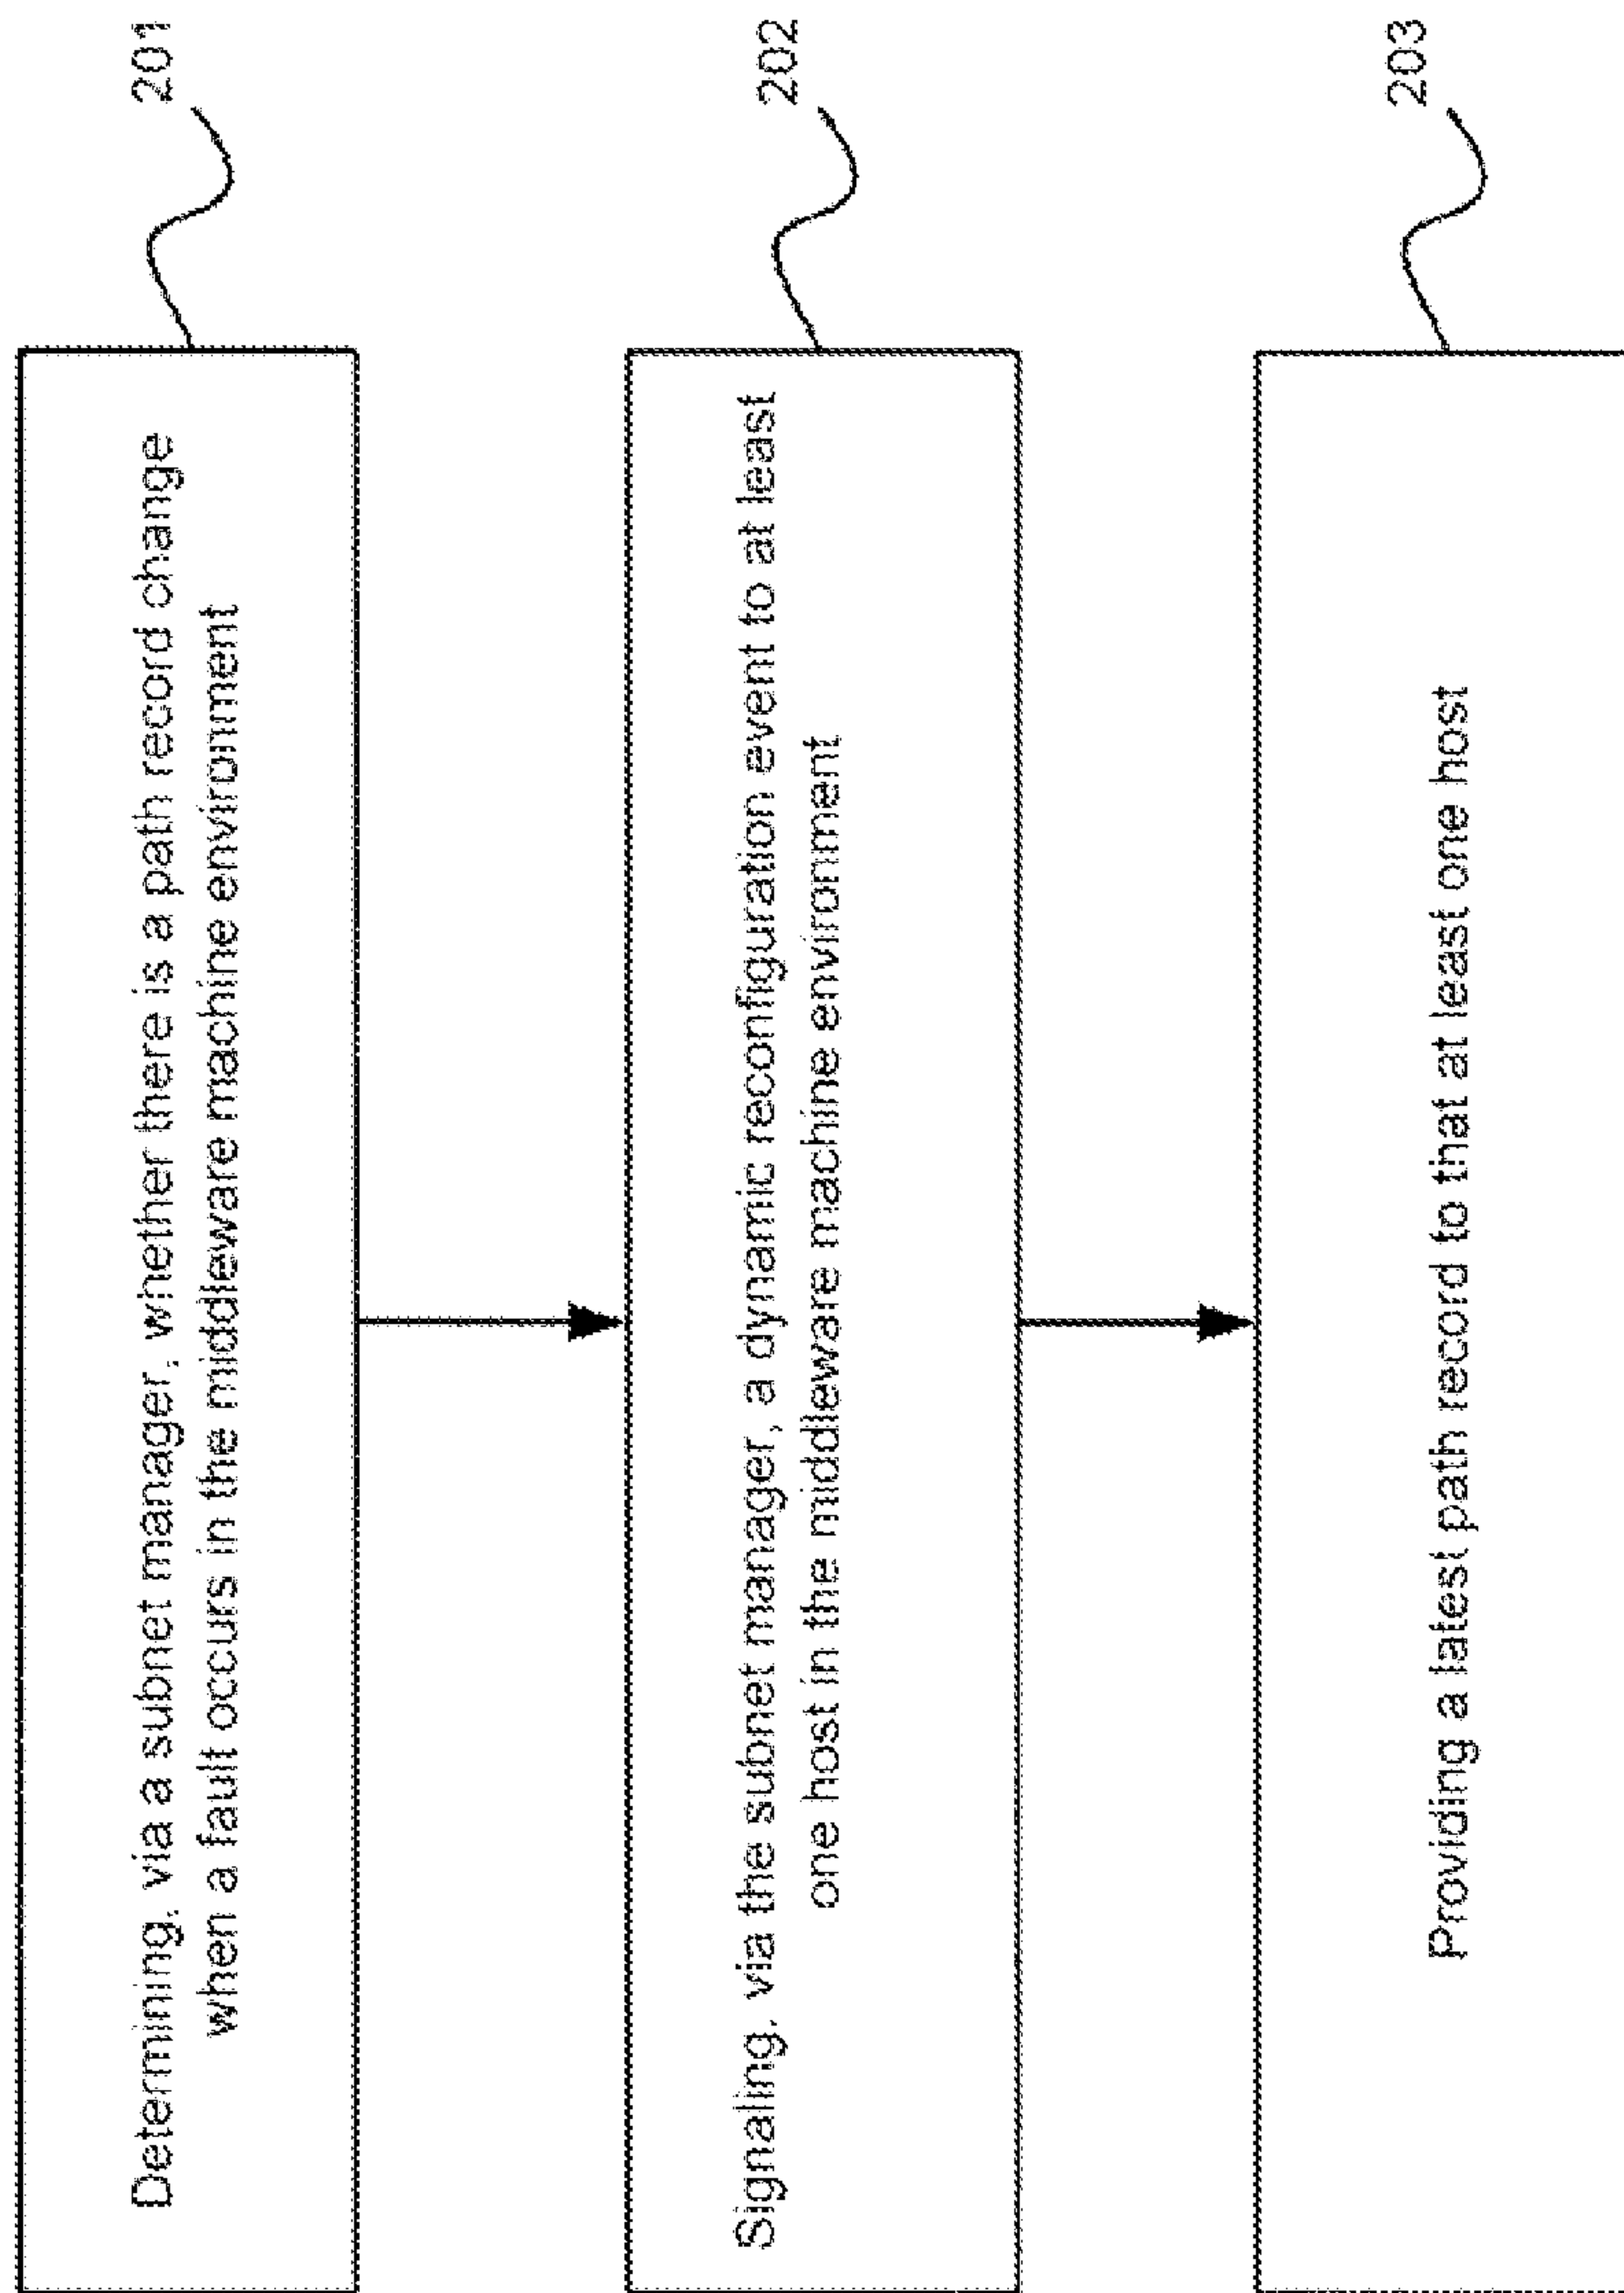 Determining, via a subnet manager, whether there is a path record change
when a fault occurs in the middleware machine environment
201
Signaling, via the subnet manager, a dynamic reconfiguration event to at least
one host in the middleware machine environment
202
Providing a latest path record to that at least one host
203